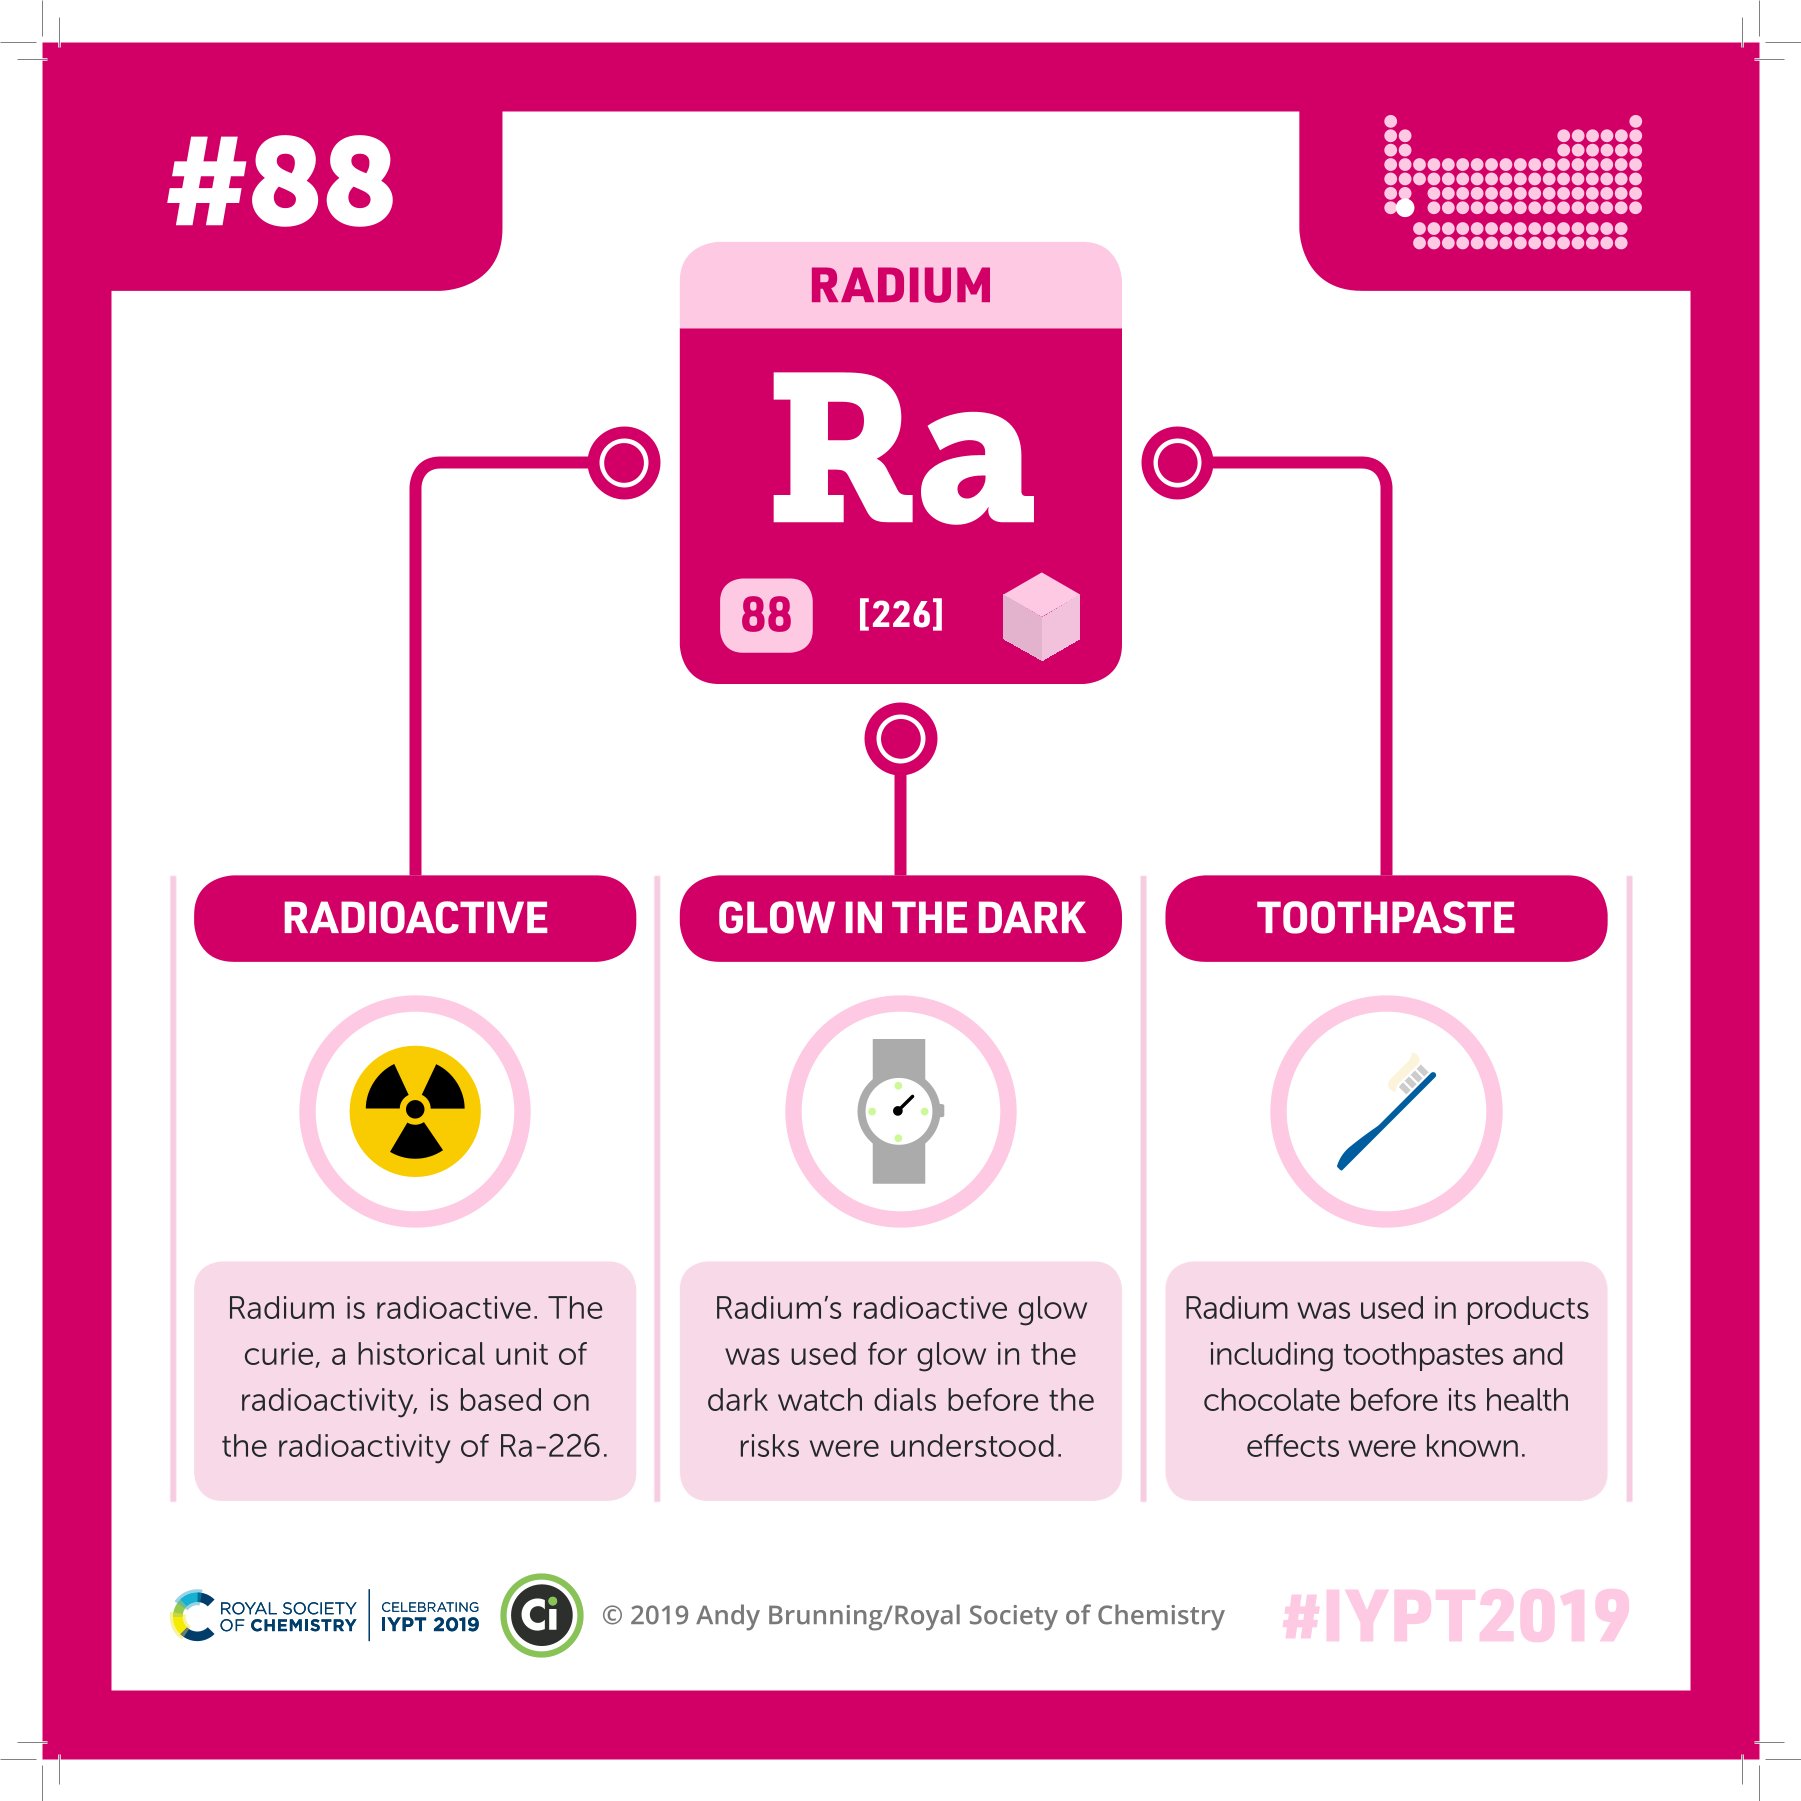 #88
RADIUM
Ra
88
[226]
RADIOACTIVE
Radium is radioactive. The
curie, a historical unit of
radioactivity, is based on
the radioactivity of Ra-226.
GLOW IN THE DARK
Radium’s radioactive glow
was used for glow in the
dark watch dials before the
risks were understood.
TOOTHPASTE
Radium was used in products
including toothpastes and
chocolate before its health
effects were known.
ROYAL SOCIETY
OF CHEMISTRY
CELEBRATING
IYPT 2019
Ci
© 2019 Andy Brunning/Royal Society of Chemistry
#IYPT2019